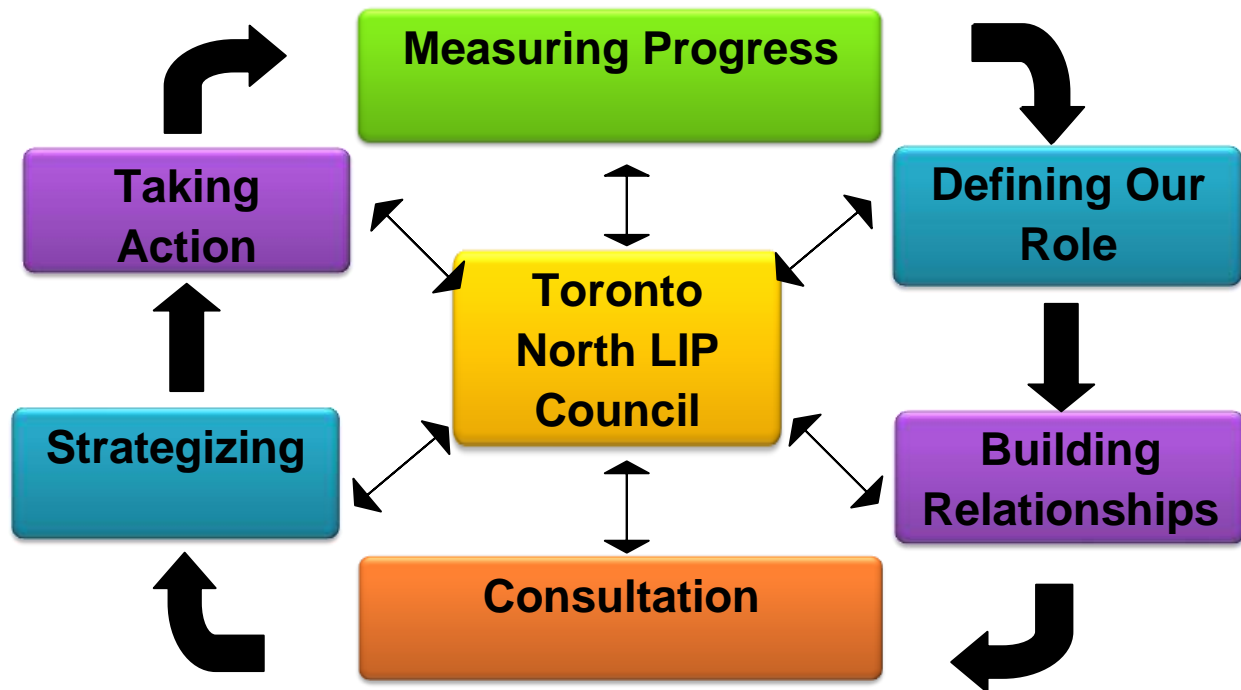 Measuring Progress
Taking
Action
Defining Our
Role
Toronto
North LIP
Council
Strategizing
Building
Relationships
Consultation